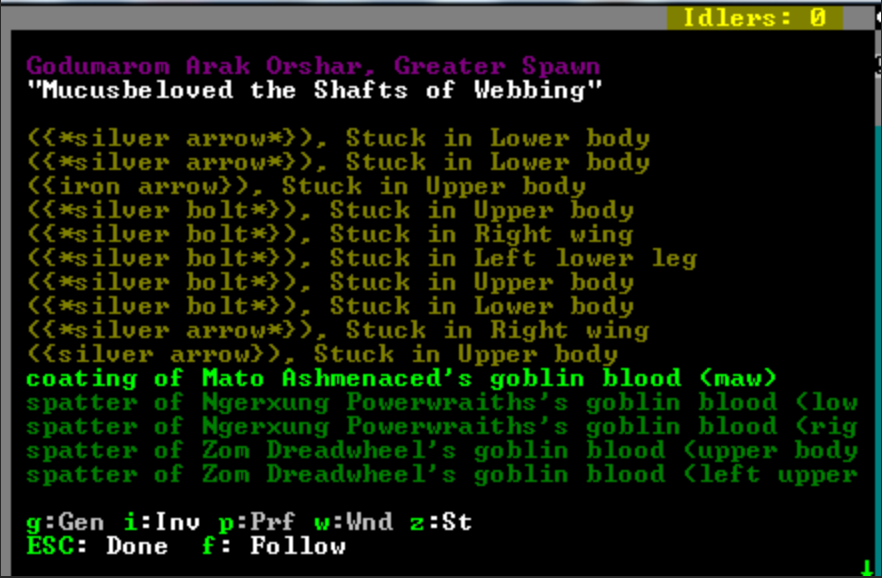 Idlers: 0
Godumarom Arak Orshar, Greater Spawn
"Mucusbeloved the Shafts of Webbing"
({*silver arrow*}), Stuck in Lower body
({*silver arrow*}), Stuck in Lower body
({iron arrow}), Stuck in Upper body
({*silver bolt*}), Stuck in Upper body
({*silver bolt*}), Stuck in Right wing
({*silver bolt*}), Stuck in Left lower leg
({*silver bolt*}), Stuck in Upper body
({*silver bolt*}), Stuck in Lower body
({*silver arrow*}), Stuck in Right wing
({silver arrow}), Stuck in Upper body
coating of Mato Ashmenaced's goblin blood (maw)
spatter of Ngerxung Powerwraiths's goblin blood (low
spatter of Ngerxung Powerwraiths's goblin blood (rig
spatter of Zom Dreadwheel's goblin blood (upper body
spatter of Zom Dreadwheel's goblin blood (left upper
g:Gen i:Inv p:Prf w:Wnd z:St
ESC: Done f: Follow